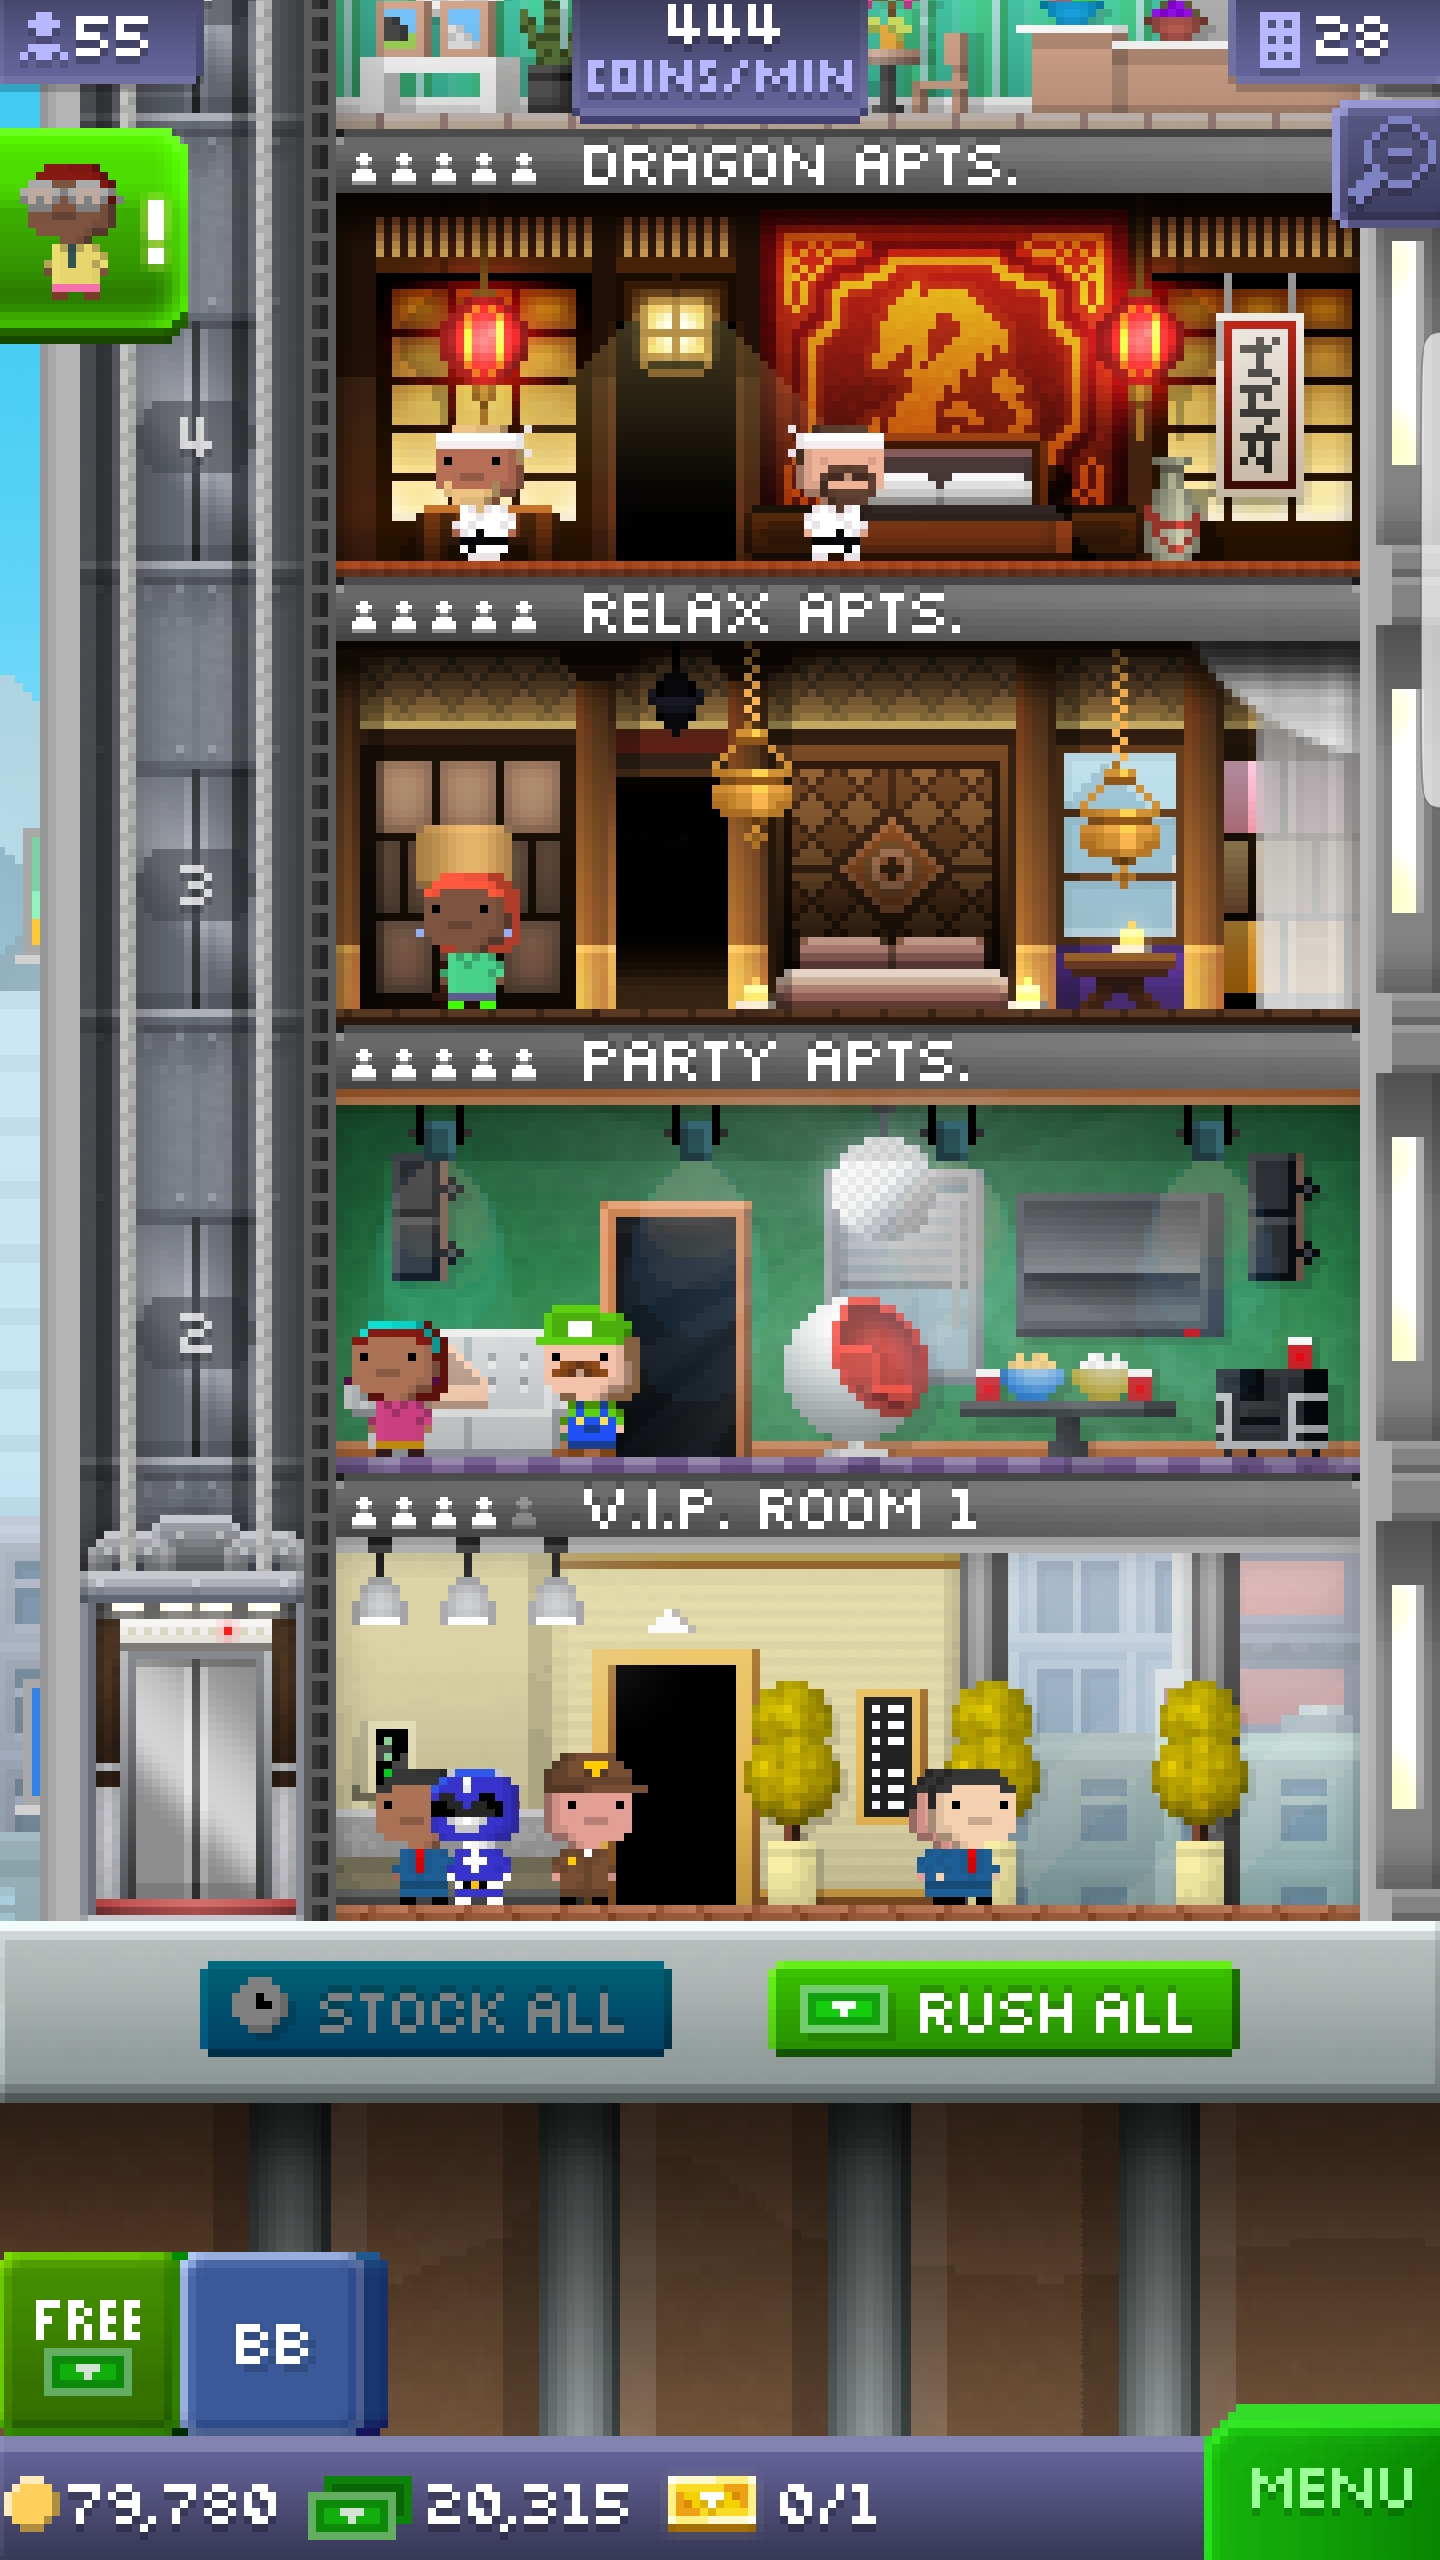 55
444
COINS/MIN
28
!
DRAGON APTS.
4
RELAX APTS.
3
PARTY APTS.
2
V.I.P. ROOM 1
STOCK ALL
RUSH ALL
FREE
BB
79,780
20,315
0/1
MENU